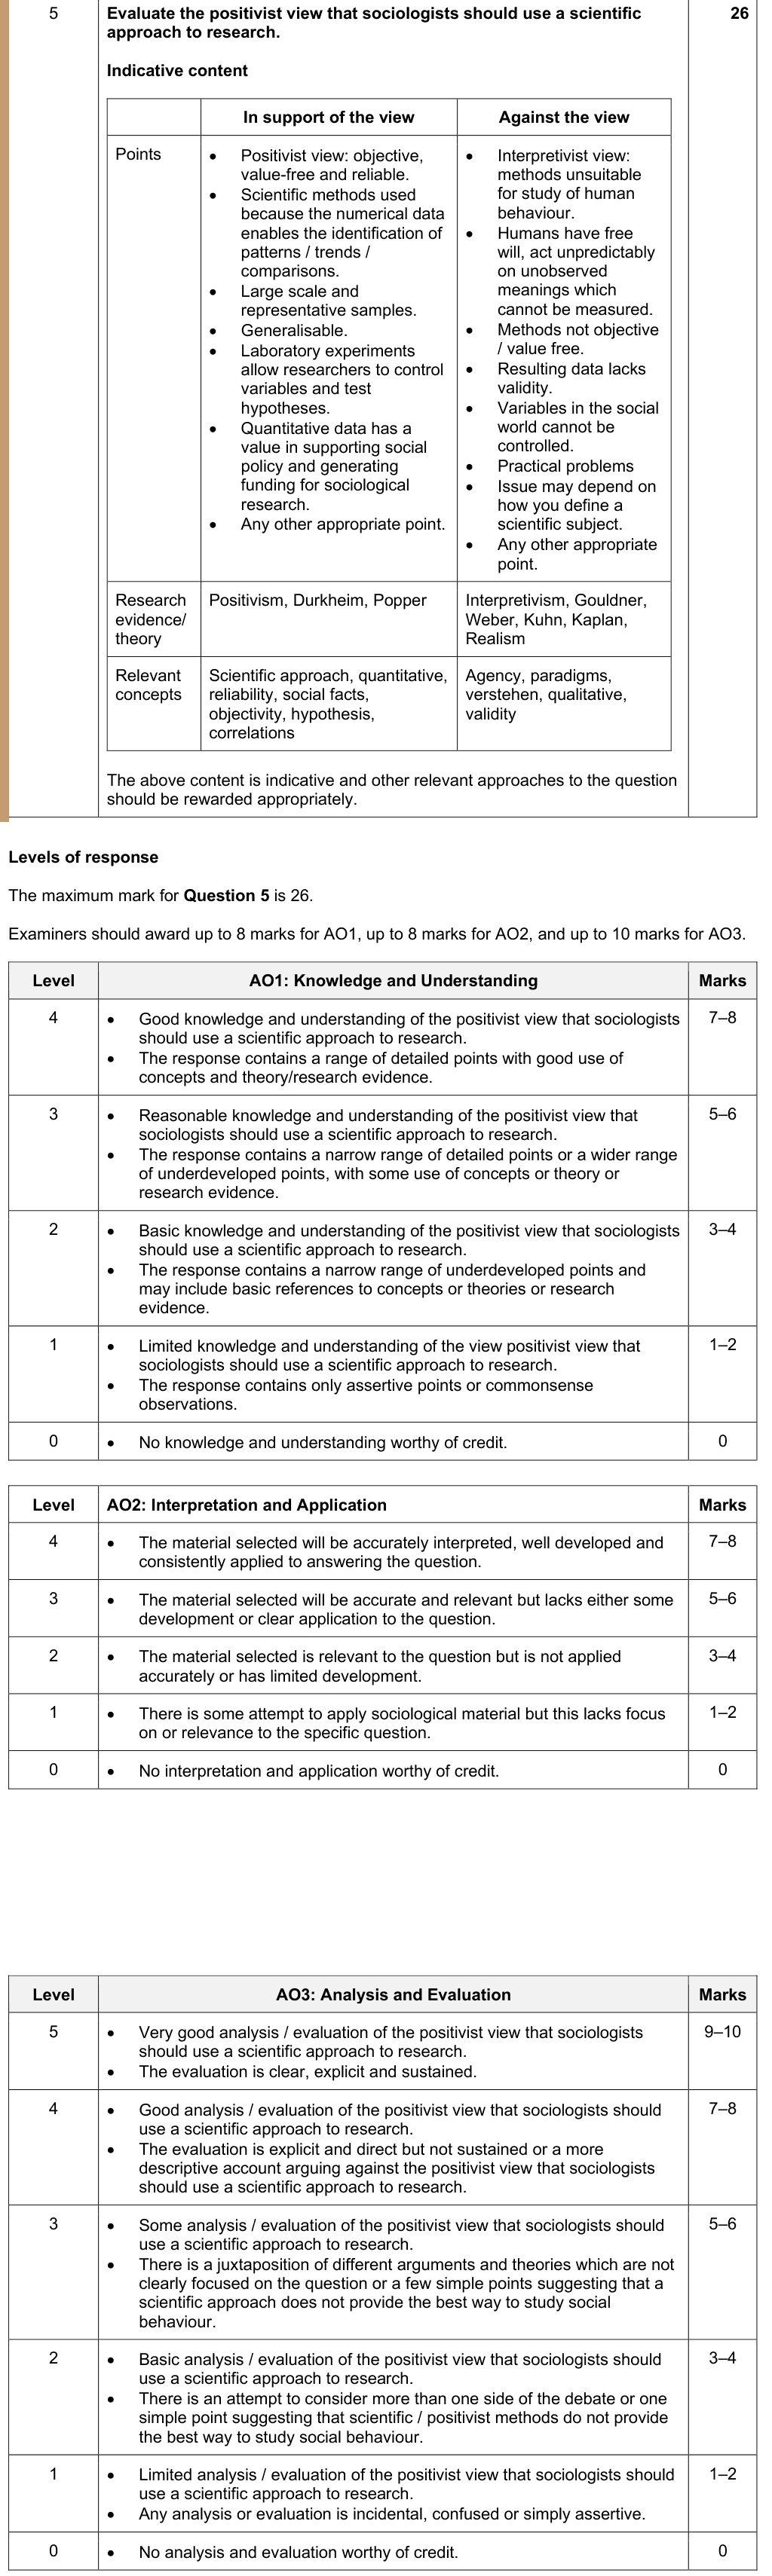 5 Evaluate the positivist view that sociologists should use a scientific 26
approach to research.
Indicative content
In support of the view Against the view
Points
• Positivist view: objective,
value-free and reliable.
• Scientific methods used
because the numerical data
enables the identification of
patterns / trends /
comparisons.
• Large scale and
representative samples.
• Generalisable.
• Laboratory experiments
allow researchers to control
variables and test
hypotheses.
• Quantitative data has a
value in supporting social
policy and generating
funding for sociological
research.
• Any other appropriate point.
• Interpretivist view:
methods unsuitable
for study of human
behaviour.
• Humans have free
will, act unpredictably
on unobserved
meanings which
cannot be measured.
• Methods not objective
/ value free.
• Resulting data lacks
validity.
• Variables in the social
world cannot be
controlled.
• Practical problems
• Issue may depend on
how you define a
scientific subject.
• Any other appropriate
point.
Research
evidence/
theory
Positivism, Durkheim, Popper
Interpretivism, Gouldner,
Weber, Kuhn, Kaplan,
Realism
Relevant
concepts
Scientific approach, quantitative,
reliability, social facts,
objectivity, hypothesis,
correlations
Agency, paradigms,
verstehen, qualitative,
validity
The above content is indicative and other relevant approaches to the question
should be rewarded appropriately.
Levels of response
The maximum mark for Question 5 is 26.
Examiners should award up to 8 marks for AO1, up to 8 marks for AO2, and up to 10 marks for AO3.
Level AO1: Knowledge and Understanding Marks
4 • Good knowledge and understanding of the positivist view that sociologists 7–8
should use a scientific approach to research.
• The response contains a range of detailed points with good use of
concepts and theory/research evidence.
3 • Reasonable knowledge and understanding of the positivist view that 5–6
sociologists should use a scientific approach to research.
• The response contains a narrow range of detailed points or a wider range
of underdeveloped points, with some use of concepts or theory or
research evidence.
2 • Basic knowledge and understanding of the positivist view that sociologists 3–4
should use a scientific approach to research.
• The response contains a narrow range of underdeveloped points and
may include basic references to concepts or theories or research
evidence.
1 • Limited knowledge and understanding of the view positivist view that 1–2
sociologists should use a scientific approach to research.
• The response contains only assertive points or commonsense
observations.
0 • No knowledge and understanding worthy of credit. 0
Level AO2: Interpretation and Application Marks
4 • The material selected will be accurately interpreted, well developed and 7–8
consistently applied to answering the question.
3 • The material selected will be accurate and relevant but lacks either some 5–6
development or clear application to the question.
2 • The material selected is relevant to the question but is not applied 3–4
accurately or has limited development.
1 • There is some attempt to apply sociological material but this lacks focus 1–2
on or relevance to the specific question.
0 • No interpretation and application worthy of credit. 0
Level AO3: Analysis and Evaluation Marks
5 • Very good analysis / evaluation of the positivist view that sociologists 9–10
should use a scientific approach to research.
• The evaluation is clear, explicit and sustained.
4 • Good analysis / evaluation of the positivist view that sociologists should 7–8
use a scientific approach to research.
• The evaluation is explicit and direct but not sustained or a more
descriptive account arguing against the positivist view that sociologists
should use a scientific approach to research.
3 • Some analysis / evaluation of the positivist view that sociologists should 5–6
use a scientific approach to research.
• There is a juxtaposition of different arguments and theories which are not
clearly focused on the question or a few simple points suggesting that a
scientific approach does not provide the best way to study social
behaviour.
2 • Basic analysis / evaluation of the positivist view that sociologists should 3–4
use a scientific approach to research.
• There is an attempt to consider more than one side of the debate or one
simple point suggesting that scientific / positivist methods do not provide
the best way to study social behaviour.
1 • Limited analysis / evaluation of the positivist view that sociologists should 1–2
use a scientific approach to research.
• Any analysis or evaluation is incidental, confused or simply assertive.
0 • No analysis and evaluation worthy of credit. 0